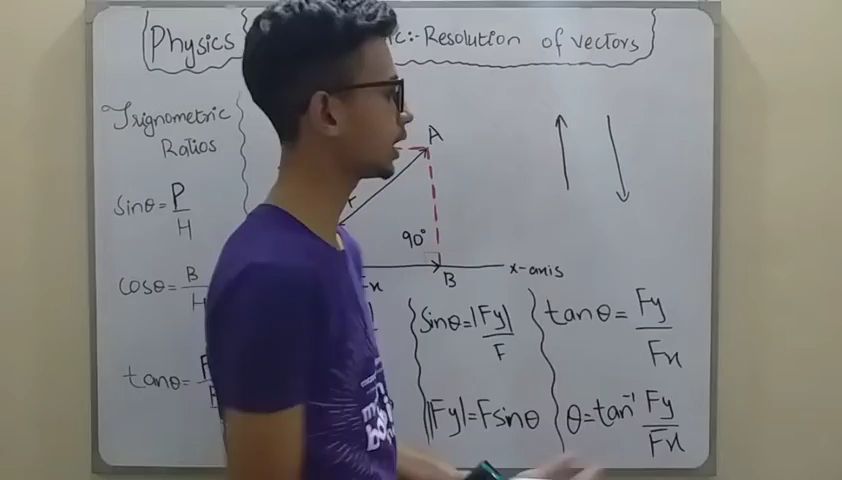 Physics
:- Resolution of vectors
Trignometric
Ratios
A
90°
B
x-axis
sinθ = P/H
cosθ = B/H
tanθ =
sinθ = |Fy|/F
|Fy| = Fsinθ
tanθ = Fy/Fx
θ = tan⁻¹ Fy/Fx